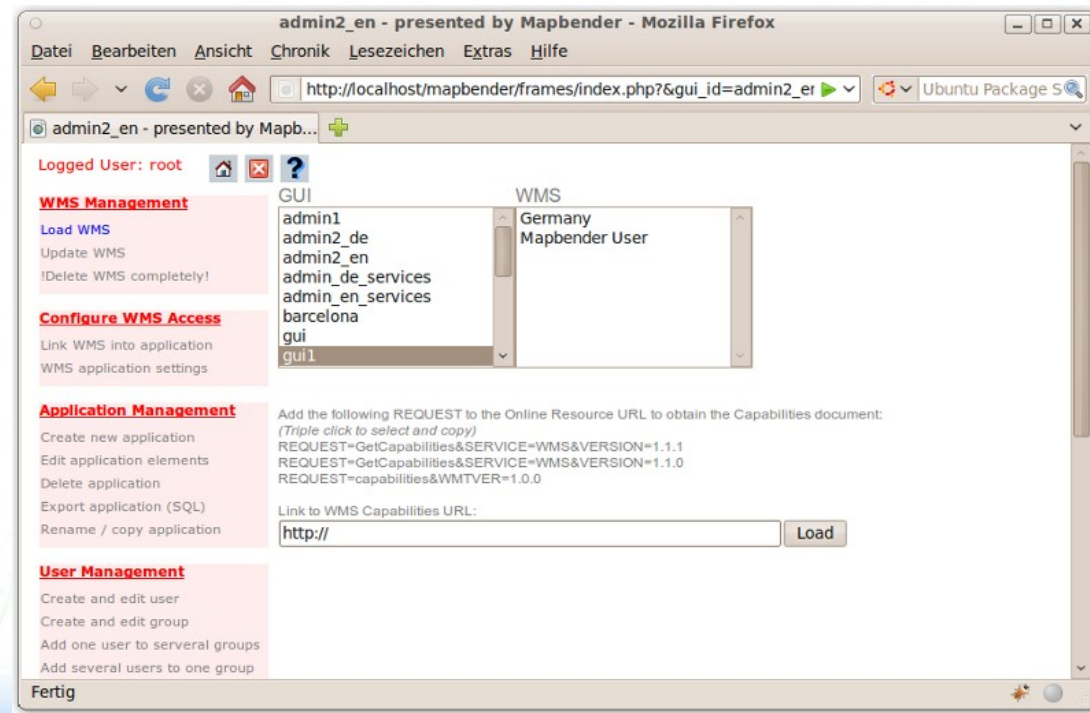 admin2_en - presented by Mapbender - Mozilla Firefox
Datei Bearbeiten Ansicht Chronik Lesezeichen Extras Hilfe
http://localhost/mapbender/frames/index.php?&gui_id=admin2_er
Ubuntu Package S
admin2_en - presented by Mapb...
Logged User: root
?
WMS Management
Load WMS
Update WMS
!Delete WMS completely!
Configure WMS Access
Link WMS into application
WMS application settings
Application Management
Create new application
Edit application elements
Delete application
Export application (SQL)
Rename / copy application
User Management
Create and edit user
Create and edit group
Add one user to serveral groups
Add several users to one group
GUI
admin1
admin2_de
admin2_en
admin_de_services
admin_en_services
barcelona
gui
gui1
WMS
Germany
Mapbender User
Add the following REQUEST to the Online Resource URL to obtain the Capabilities document:
(Triple click to select and copy)
REQUEST=GetCapabilities&SERVICE=WMS&VERSION=1.1.1
REQUEST=GetCapabilities&SERVICE=WMS&VERSION=1.1.0
REQUEST=capabilities&WMTVER=1.0.0
Link to WMS Capabilities URL:
http://
Load
Fertig